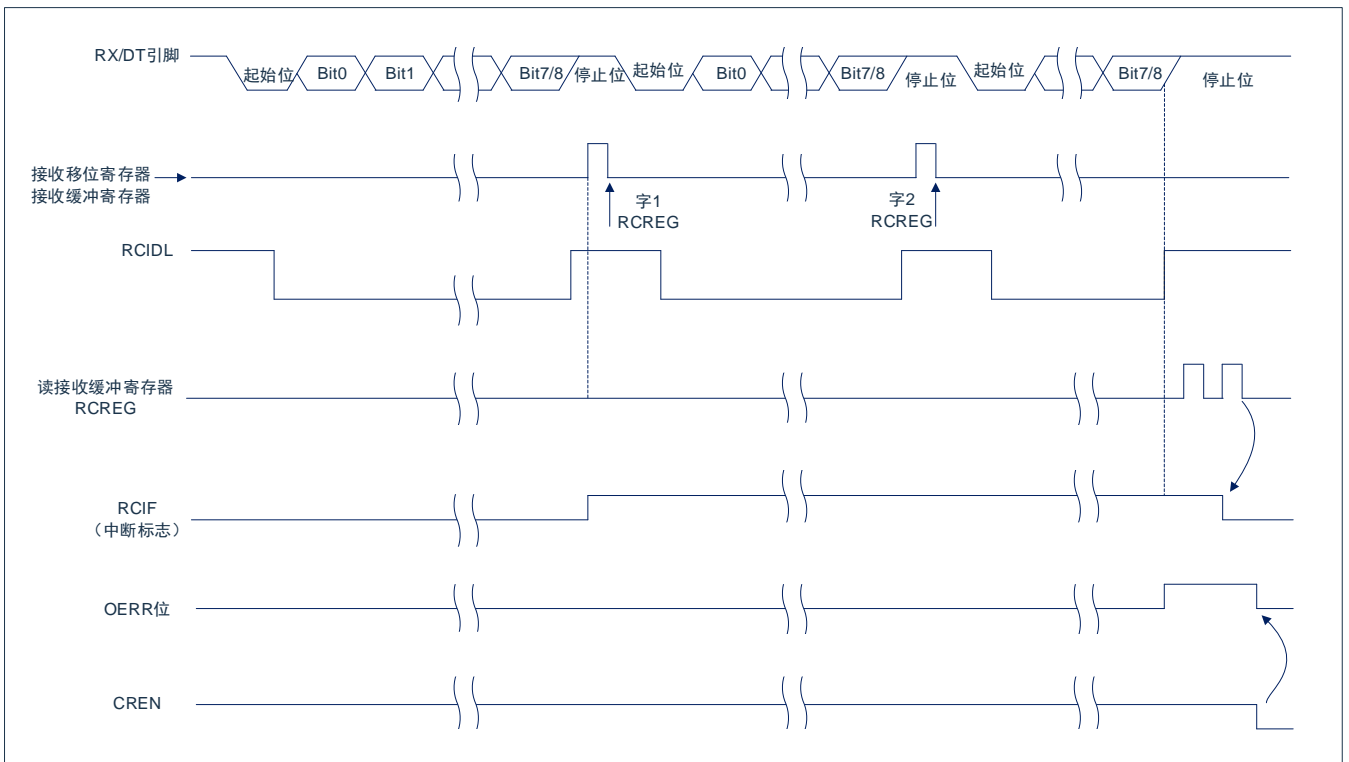 RX/DT引脚
起始位
Bit0
Bit1
Bit7/8
停止位
起始位
Bit0
Bit7/8
停止位
起始位
Bit7/8
停止位
接收移位寄存器
接收缓冲寄存器
字1
RCREG
字2
RCREG
RCIDL
读接收缓冲寄存器
RCREG
RCIF
（中断标志）
OERR位
CREN